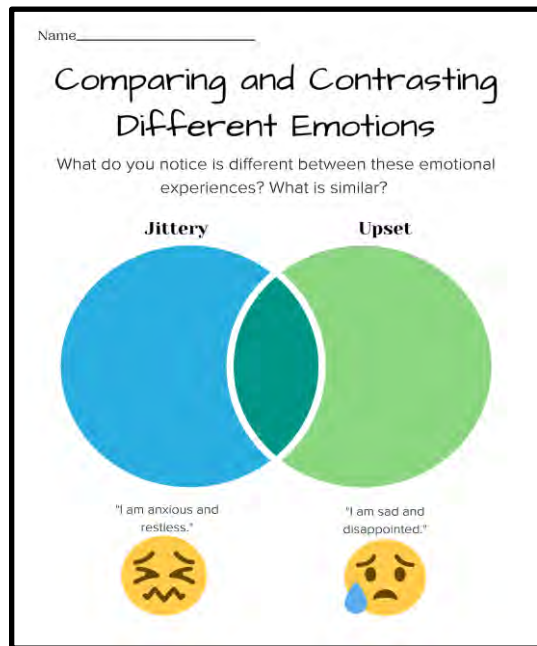 Name
Comparing and Contrasting
Different Emotions
What do you notice is different between these emotional
experiences? What is similar?
Jittery
Upset
"I am anxious and
restless."
"I am sad and
disappointed."